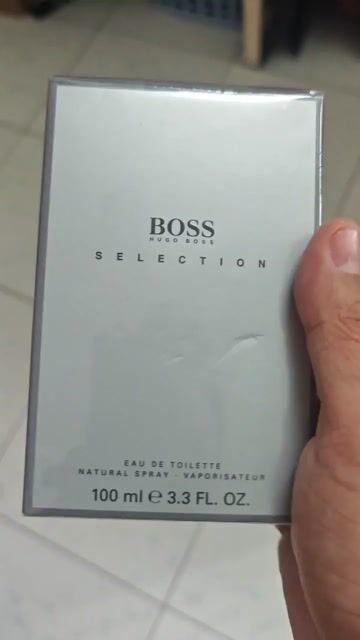 BOSS
HUGO BOSS
SELECTION
EAU DE TOILETTE
NATURAL SPRAY - VAPORISATEUR
100 ml ℮ 3.3 FL. OZ.